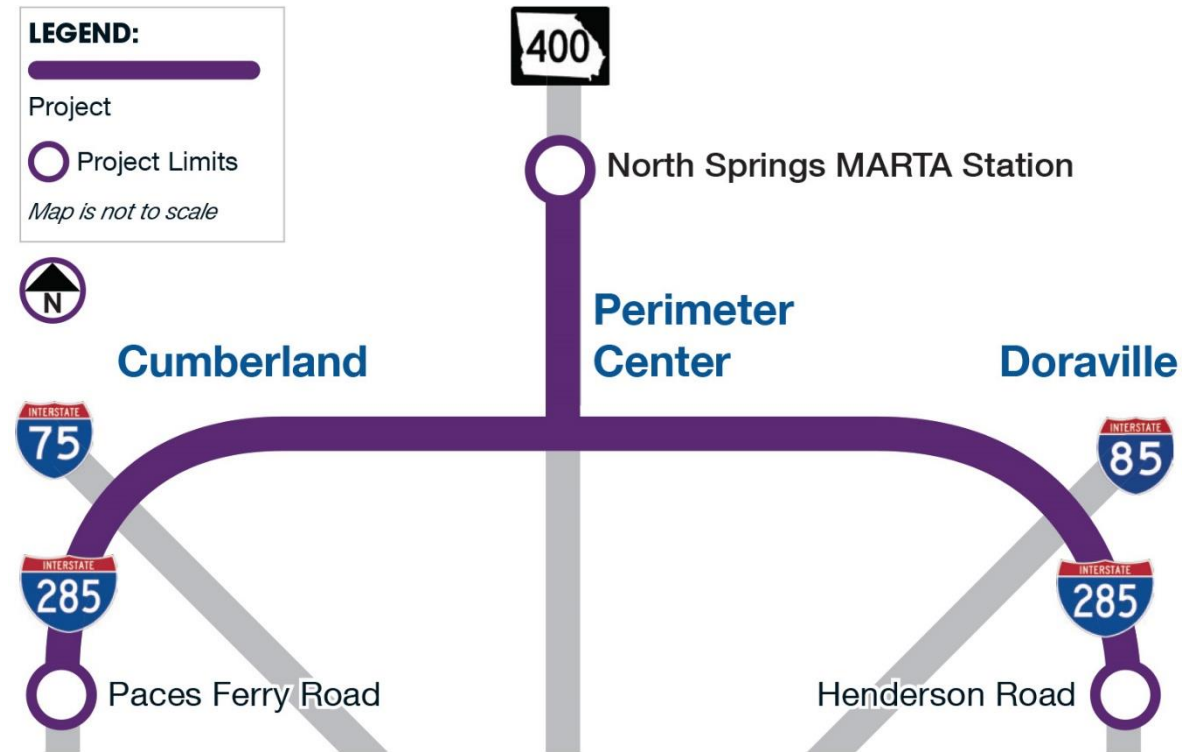 LEGEND:
Project
Project Limits
Map is not to scale
N
400
North Springs MARTA Station
Perimeter
Center
Cumberland
Doraville
INTERSTATE
75
INTERSTATE
85
INTERSTATE
285
INTERSTATE
285
Paces Ferry Road
Henderson Road